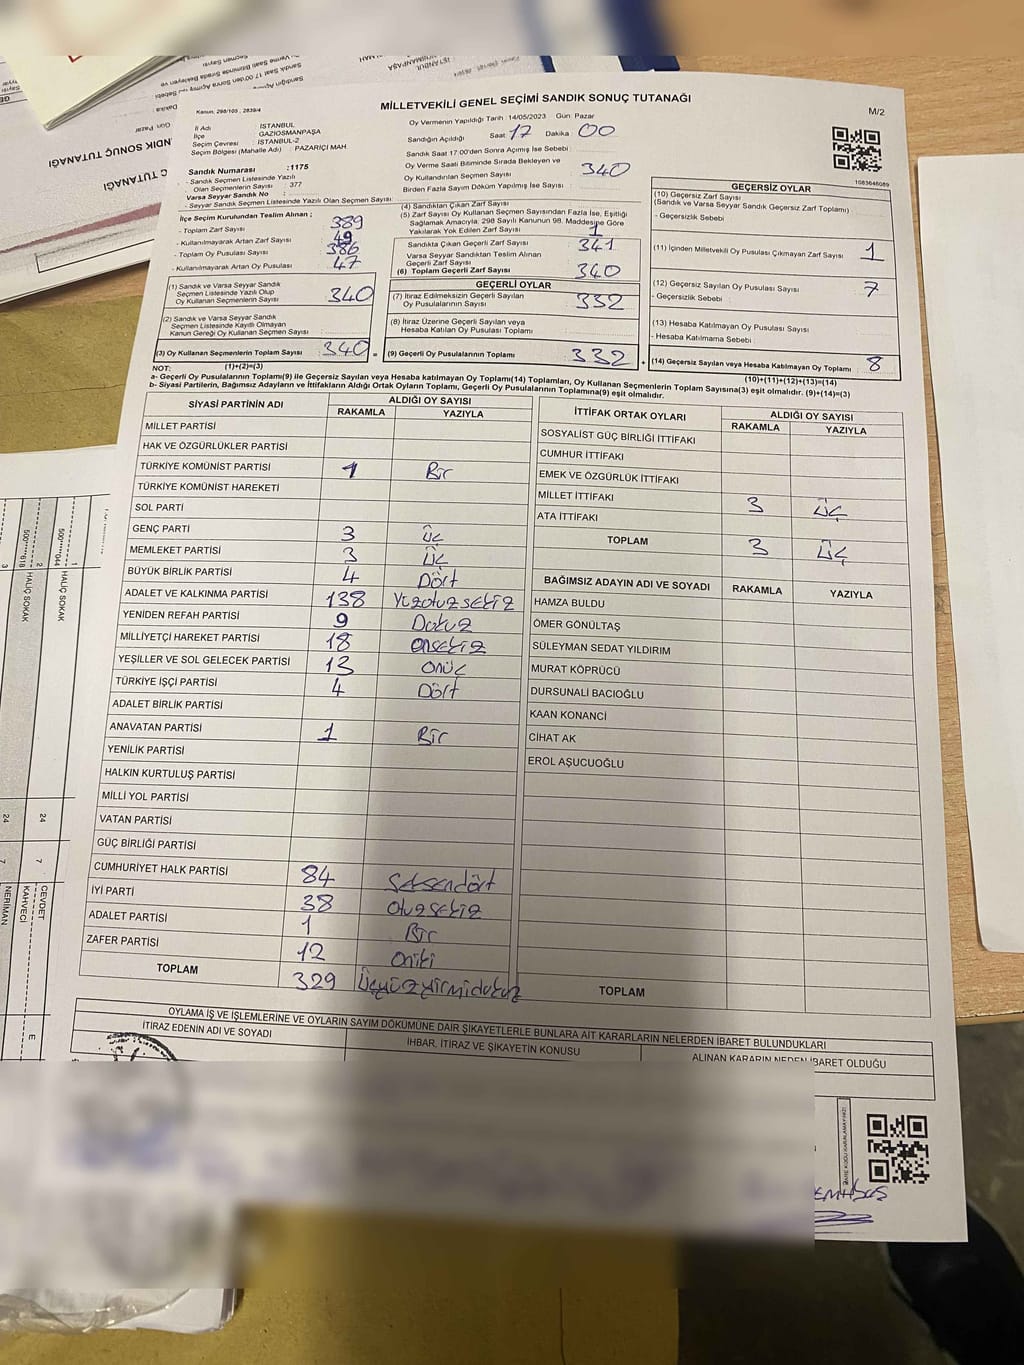 Kanun, 298/105 , 2839/4
MİLLETVEKİLİ GENEL SEÇİMİ SANDIK SONUÇ TUTANAĞI
M/2
İl Adı : İSTANBUL
İlçe : GAZİOSMANPAŞA
Seçim Çevresi : İSTANBUL-2
Seçim Bölgesi (Mahalle Adı) : PAZARİÇİ MAH.
Sandık Numarası :1175
- Sandık Seçmen Listesinde Yazılı
Olan Seçmenlerin Sayısı : 377
Varsa Seyyar Sandık No :
- Seyyar Sandık Seçmen Listesinde Yazılı Olan Seçmen Sayısı
Oy Vermenin Yapıldığı Tarih : 14/05/2023 Gün: Pazar
Sandığın Açıldığı Saat : 17 Dakika : 00
Sandık Saat 17:00'den Sonra Açımış İse Sebebi :
Oy Verme Saati Bitiminde Sırada Bekleyen ve
Oy Kullandırılan Seçmen Sayısı : 340
Birden Fazla Sayım Döküm Yapılmış İse Sayısı :
1083646089
İlçe Seçim Kurulundan Teslim Alınan ;
- Toplam Zarf Sayısı : 389
- Kullanılmayarak Artan Zarf Sayısı : 49
- Toplam Oy Pusulası Sayısı : 386
- Kullanılmayarak Artan Oy Pusulası : 47
(1) Sandık ve Varsa Seyyar Sandık
Seçmen Listesinde Yazılı Olup
Oy Kullanan Seçmenlerin Sayısı : 340
(2) Sandık ve Varsa Seyyar Sandık
Seçmen Listesinde Kayıtlı Olmayan
Kanun Gereği Oy Kullanan Seçmen Sayısı :
(3) Oy Kullanan Seçmenlerin Toplam Sayısı : 340 =
(4) Sandıktan Çıkan Zarf Sayısı :
(5) Zarf Sayısı Oy Kullanan Seçmen Sayısından Fazla İse, Eşitliği
Sağlamak Amacıyla, 298 Sayılı Kanunun 98. Maddesine Göre
Yakılarak Yok Edilen Zarf Sayısı : 1
Sandıkta Çıkan Geçerli Zarf Sayısı : 341
Varsa Seyyar Sandıktan Teslim Alınan
Geçerli Zarf Sayısı :
(6) Toplam Geçerli Zarf Sayısı : 340
GEÇERLİ OYLAR
(7) İtiraz Edilmeksizin Geçerli Sayılan
Oy Pusulalarının Sayısı : 332
(8) İtiraz Üzerine Geçerli Sayılan veya
Hesaba Katılan Oy Pusulası Toplamı :
(9) Geçerli Oy Pusulalarının Toplamı : 332 +
GEÇERSİZ OYLAR
(10) Geçersiz Zarf Sayısı
(Sandık ve Varsa Seyyar Sandık Geçersiz Zarf Toplamı)
- Geçersizlik Sebebi :
(11) İçinden Milletvekili Oy Pusulası Çıkmayan Zarf Sayısı : 1
(12) Geçersiz Sayılan Oy Pusulası Sayısı : 7
- Geçersizlik Sebebi :
(13) Hesaba Katılmayan Oy Pusulası Sayısı :
- Hesaba Katılmama Sebebi :
(14) Geçersiz Sayılan veya Hesaba Katılmayan Oy Toplamı : 8
NOT: (1)+(2)=(3) (10)+(11)+(12)+(13)=(14)
a- Geçerli Oy Pusulalarının Toplamı(9) ile Geçersiz Sayılan veya Hesaba katılmayan Oy Toplamı(14) Toplamları, Oy Kullanan Seçmenlerin Toplam Sayısına(3) eşit olmalıdır.
b- Siyasi Partilerin, Bağımsız Adayların ve İttifakların Aldığı Ortak Oyların Toplamı, Geçerli Oy Pusulalarının Toplamına(9) eşit olmalıdır. (9)+(14)=(3)
SİYASİ PARTİNİN ADI ALDIĞI OY SAYISI
RAKAMLA YAZIYLA
MİLLET PARTİSİ
HAK VE ÖZGÜRLÜKLER PARTİSİ
TÜRKİYE KOMÜNİST PARTİSİ 1 Bir
TÜRKİYE KOMÜNİST HAREKETİ
SOL PARTİ
GENÇ PARTİ 3 üç
MEMLEKET PARTİSİ 3 üç
BÜYÜK BİRLİK PARTİSİ 4 Dört
ADALET VE KALKINMA PARTİSİ 138 Yüzotuzsekiz
YENİDEN REFAH PARTİSİ 9 Dokuz
MİLLİYETÇİ HAREKET PARTİSİ 18 onsekiz
YEŞİLLER VE SOL GELECEK PARTİSİ 13 onüç
TÜRKİYE İŞÇİ PARTİSİ 4 Dört
ADALET BİRLİK PARTİSİ
ANAVATAN PARTİSİ 1 Bir
YENİLİK PARTİSİ
HALKIN KURTULUŞ PARTİSİ
MİLLİ YOL PARTİSİ
VATAN PARTİSİ
GÜÇ BİRLİĞİ PARTİSİ
CUMHURİYET HALK PARTİSİ 84 Seksendört
İYİ PARTİ 38 Otuzsekiz
ADALET PARTİSİ 1 Bir
ZAFER PARTİSİ 12 Oniki
TOPLAM 329 Üçyüzyirmidokuz
İTTİFAK ORTAK OYLARI ALDIĞI OY SAYISI
RAKAMLA YAZIYLA
SOSYALİST GÜÇ BİRLİĞİ İTTİFAKI
CUMHUR İTTİFAKI
EMEK VE ÖZGÜRLÜK İTTİFAKI
MİLLET İTTİFAKI 3 üç
ATA İTTİFAKI
TOPLAM 3 üç
BAĞIMSIZ ADAYIN ADI VE SOYADI RAKAMLA YAZIYLA
HAMZA BULDU
ÖMER GÖNÜLTAŞ
SÜLEYMAN SEDAT YILDIRIM
MURAT KÖPRÜCÜ
DURSUNALİ BACIOĞLU
KAAN KONANCİ
CİHAT AK
EROL AŞUCUOĞLU
TOPLAM
OYLAMA İŞ VE İŞLEMLERİNE VE OYLARIN SAYIM DÖKÜMÜNE DAİR ŞİKAYETLERLE BUNLARA AİT KARARLARIN NELERDEN İBARET BULUNDUKLARI
İTİRAZ EDENİN ADI VE SOYADI
İHBAR, İTİRAZ VE ŞİKAYETİN KONUSU
ALINAN KARARIN NEDEN İBARET OLDUĞU
NDIK SONUÇ TUTANAĞI
Gün Pazar
Dakika
C TUTANAĞI
HALİÇ SOKAK
HALİÇ SOKAK
24
24
7
7
CEVDET
KAHVECİ
NERİMAN
E